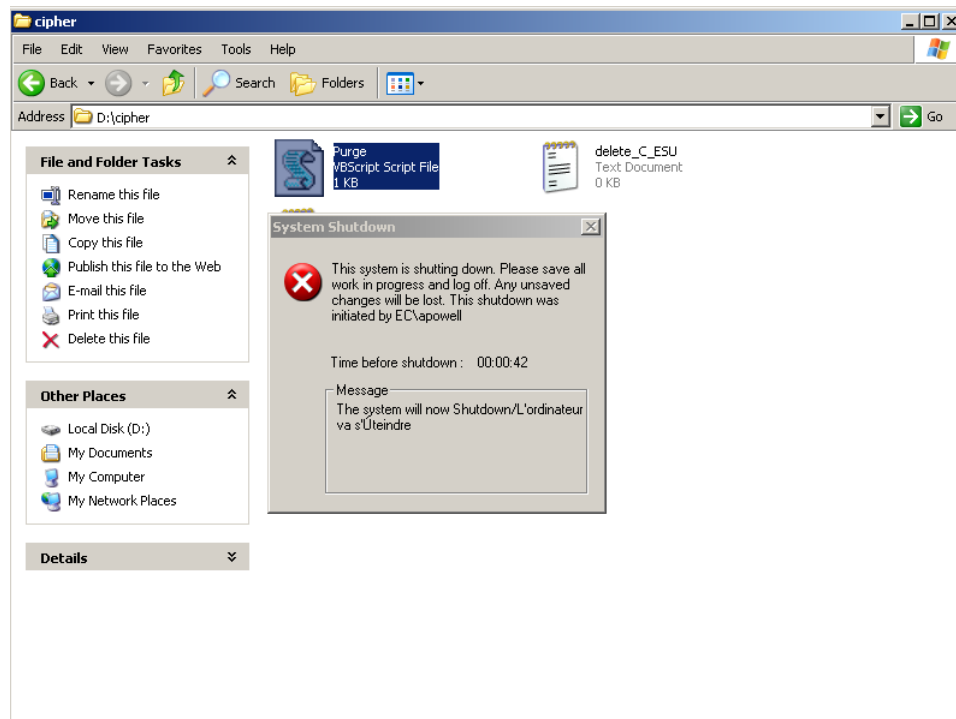 cipher
File Edit View Favorites Tools Help
Back Search Folders
Address D:\cipher Go
File and Folder Tasks
Rename this file
Move this file
Copy this file
Publish this file to the Web
E-mail this file
Print this file
Delete this file
Other Places
Local Disk (D:)
My Documents
My Computer
My Network Places
Details
Purge
VBScript Script File
1 KB
delete_C_ESU
Text Document
0 KB
System Shutdown
This system is shutting down. Please save all
work in progress and log off. Any unsaved
changes will be lost. This shutdown was
initiated by EC\apowell
Time before shutdown : 00:00:42
Message
The system will now Shutdown/L'ordinateur
va s'Úteindre